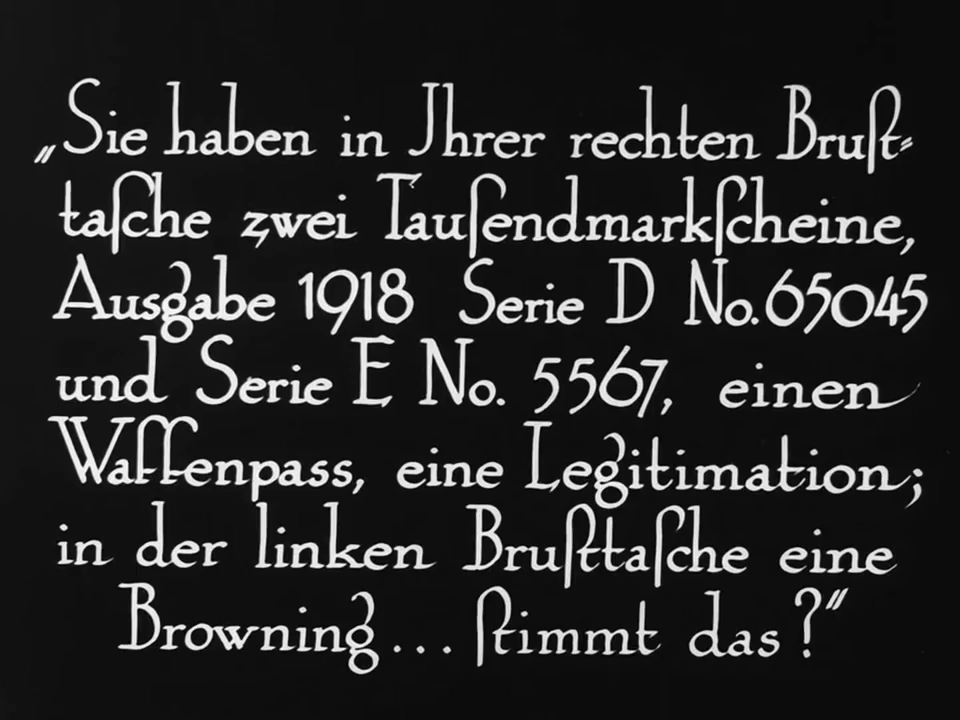 „Sie haben in Ihrer rechten Bruſt⸗
taſche zwei Tauſendmarkſcheine,
Ausgabe 1918 Serie D No. 65045
und Serie E No. 5567, einen
Waffenpass, eine Legitimation;
in der linken Bruſttaſche eine
Browning... ſtimmt das?"